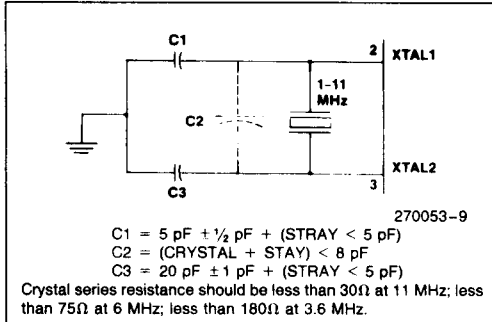 C1
2 XTAL1
1–11
MHz
C2
XTAL2
C3
3
270053–9
C1 = 5 pF ±½ pF + (STRAY < 5 pF)
C2 = (CRYSTAL + STAY) < 8 pF
C3 = 20 pF ±1 pF + (STRAY < 5 pF)
Crystal series resistance should be less than 30Ω at 11 MHz; less
than 75Ω at 6 MHz; less than 180Ω at 3.6 MHz.